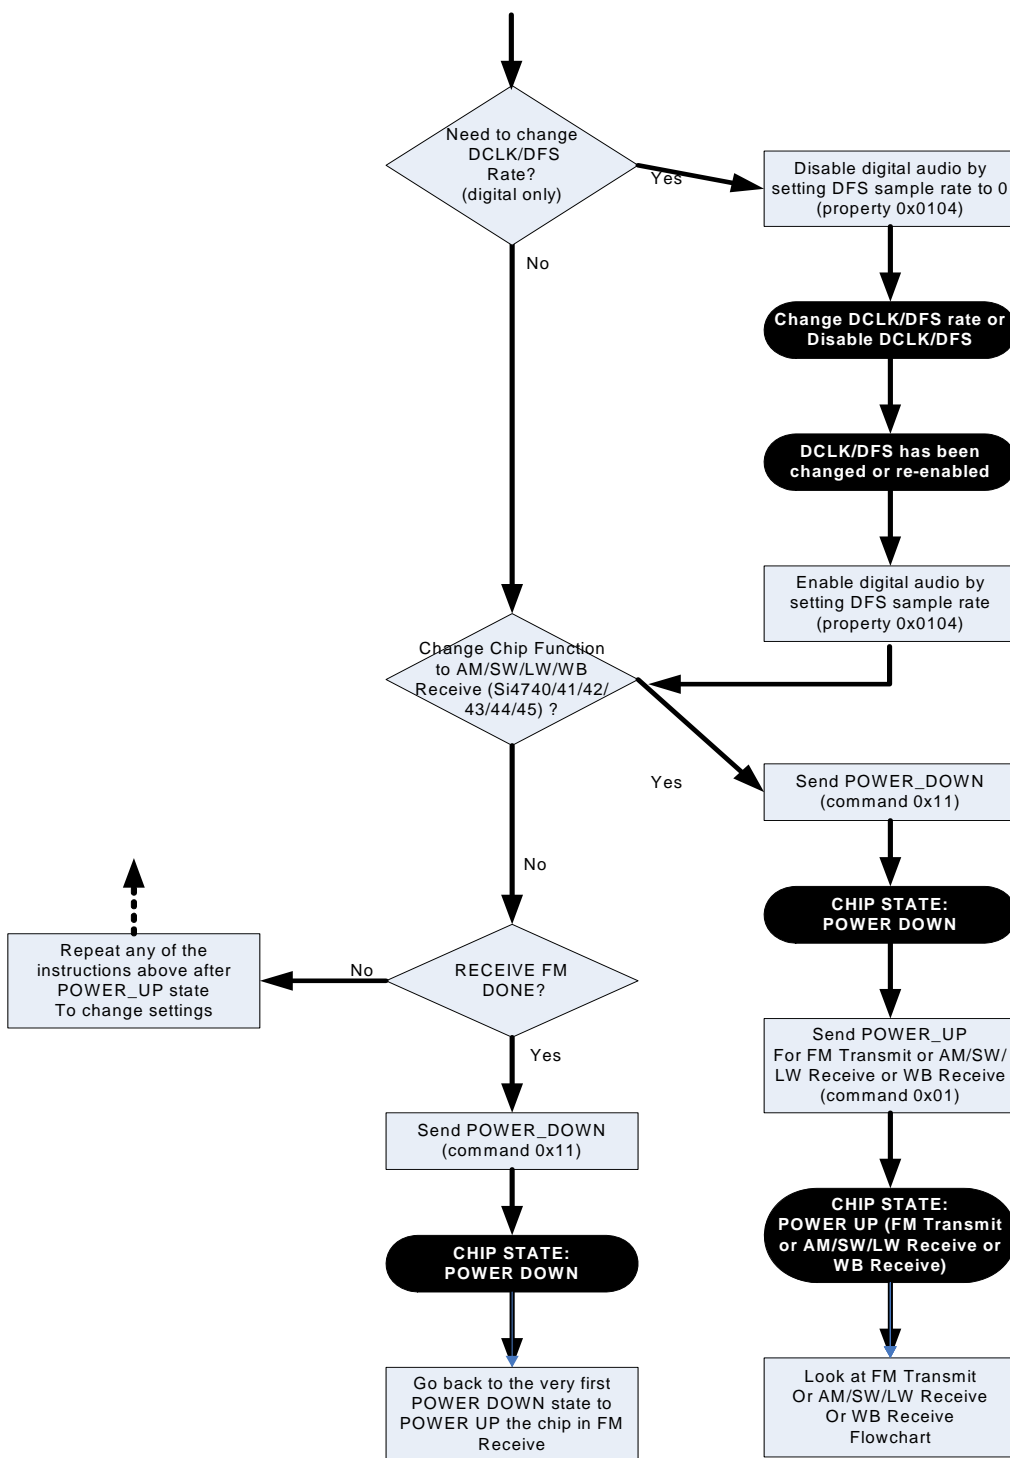 Need to change
DCLK/DFS
Rate?
(digital only)
Yes
Disable digital audio by
setting DFS sample rate to 0
(property 0x0104)
No
Change DCLK/DFS rate or
Disable DCLK/DFS
DCLK/DFS has been
changed or re-enabled
Enable digital audio by
setting DFS sample rate
(property 0x0104)
Change Chip Function
to AM/SW/LW/WB
Receive (Si4740/41/42/
43/44/45) ?
Yes
Send POWER_DOWN
(command 0x11)
No
CHIP STATE:
POWER DOWN
Repeat any of the
instructions above after
POWER_UP state
To change settings
No
RECEIVE FM
DONE?
Send POWER_UP
For FM Transmit or AM/SW/
LW Receive or WB Receive
(command 0x01)
Yes
Send POWER_DOWN
(command 0x11)
CHIP STATE:
POWER UP (FM Transmit
or AM/SW/LW Receive or
WB Receive)
CHIP STATE:
POWER DOWN
Go back to the very first
POWER DOWN state to
POWER UP the chip in FM
Receive
Look at FM Transmit
Or AM/SW/LW Receive
Or WB Receive
Flowchart